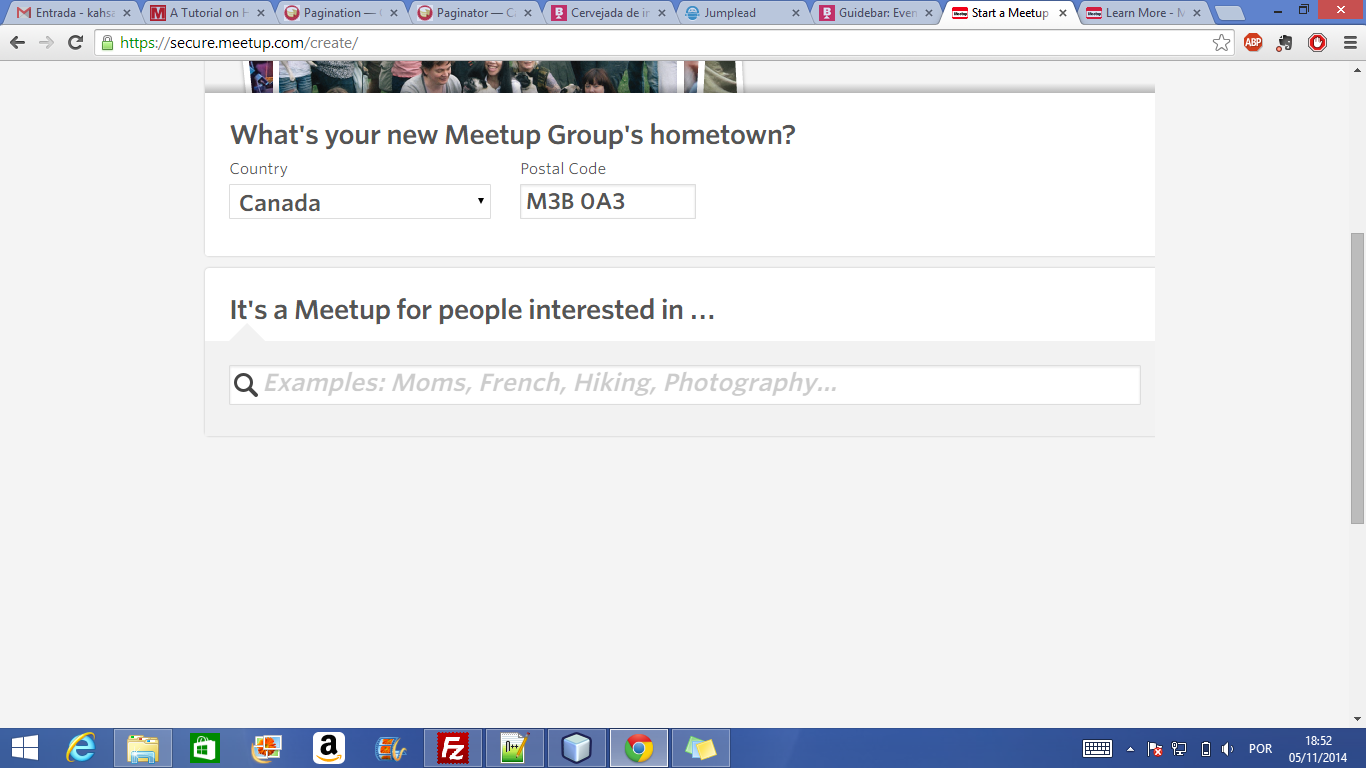 Entrada - kahsa
A Tutorial on H
Pagination — C
Paginator — C
Cervejada de in
Jumplead
Guidebar: Even
Start a Meetup
Learn More - M
https://secure.meetup.com/create/
ABP
What's your new Meetup Group's hometown?
Country
Postal Code
Canada
M3B 0A3
It's a Meetup for people interested in ...
Examples: Moms, French, Hiking, Photography...
POR
18:52
05/11/2014